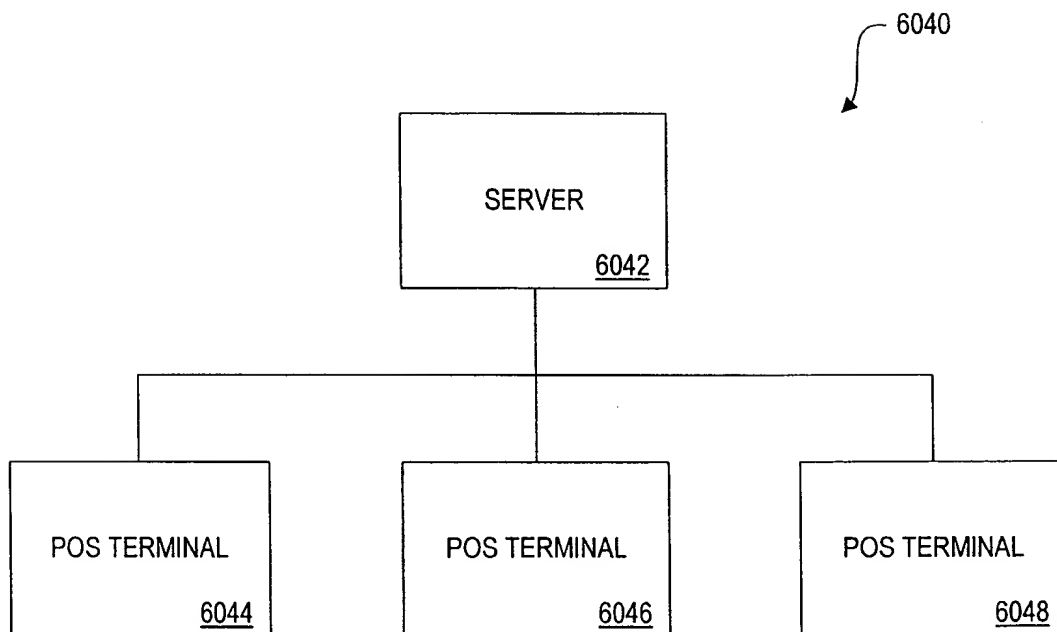 6040
SERVER
6042
POS TERMINAL
6044
POS TERMINAL
6046
POS TERMINAL
6048